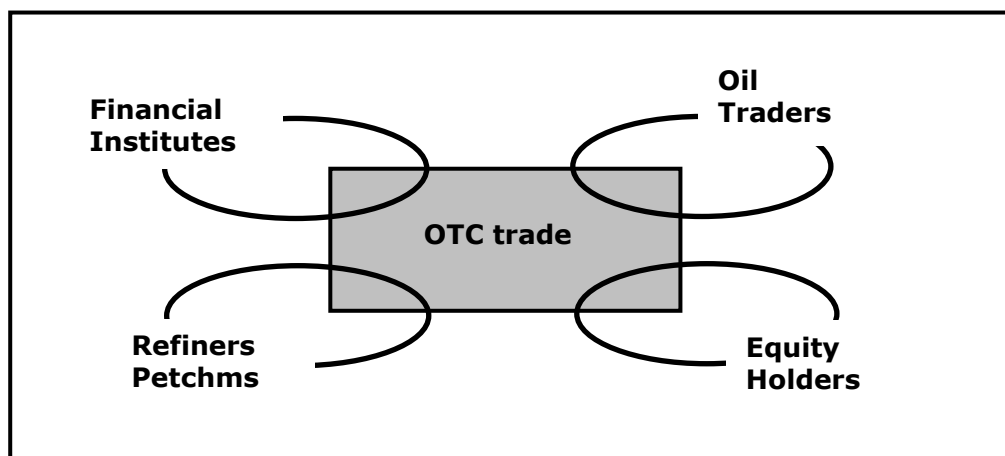 Financial
Institutes
Oil
Traders
OTC trade
Refiners
Petchms
Equity
Holders